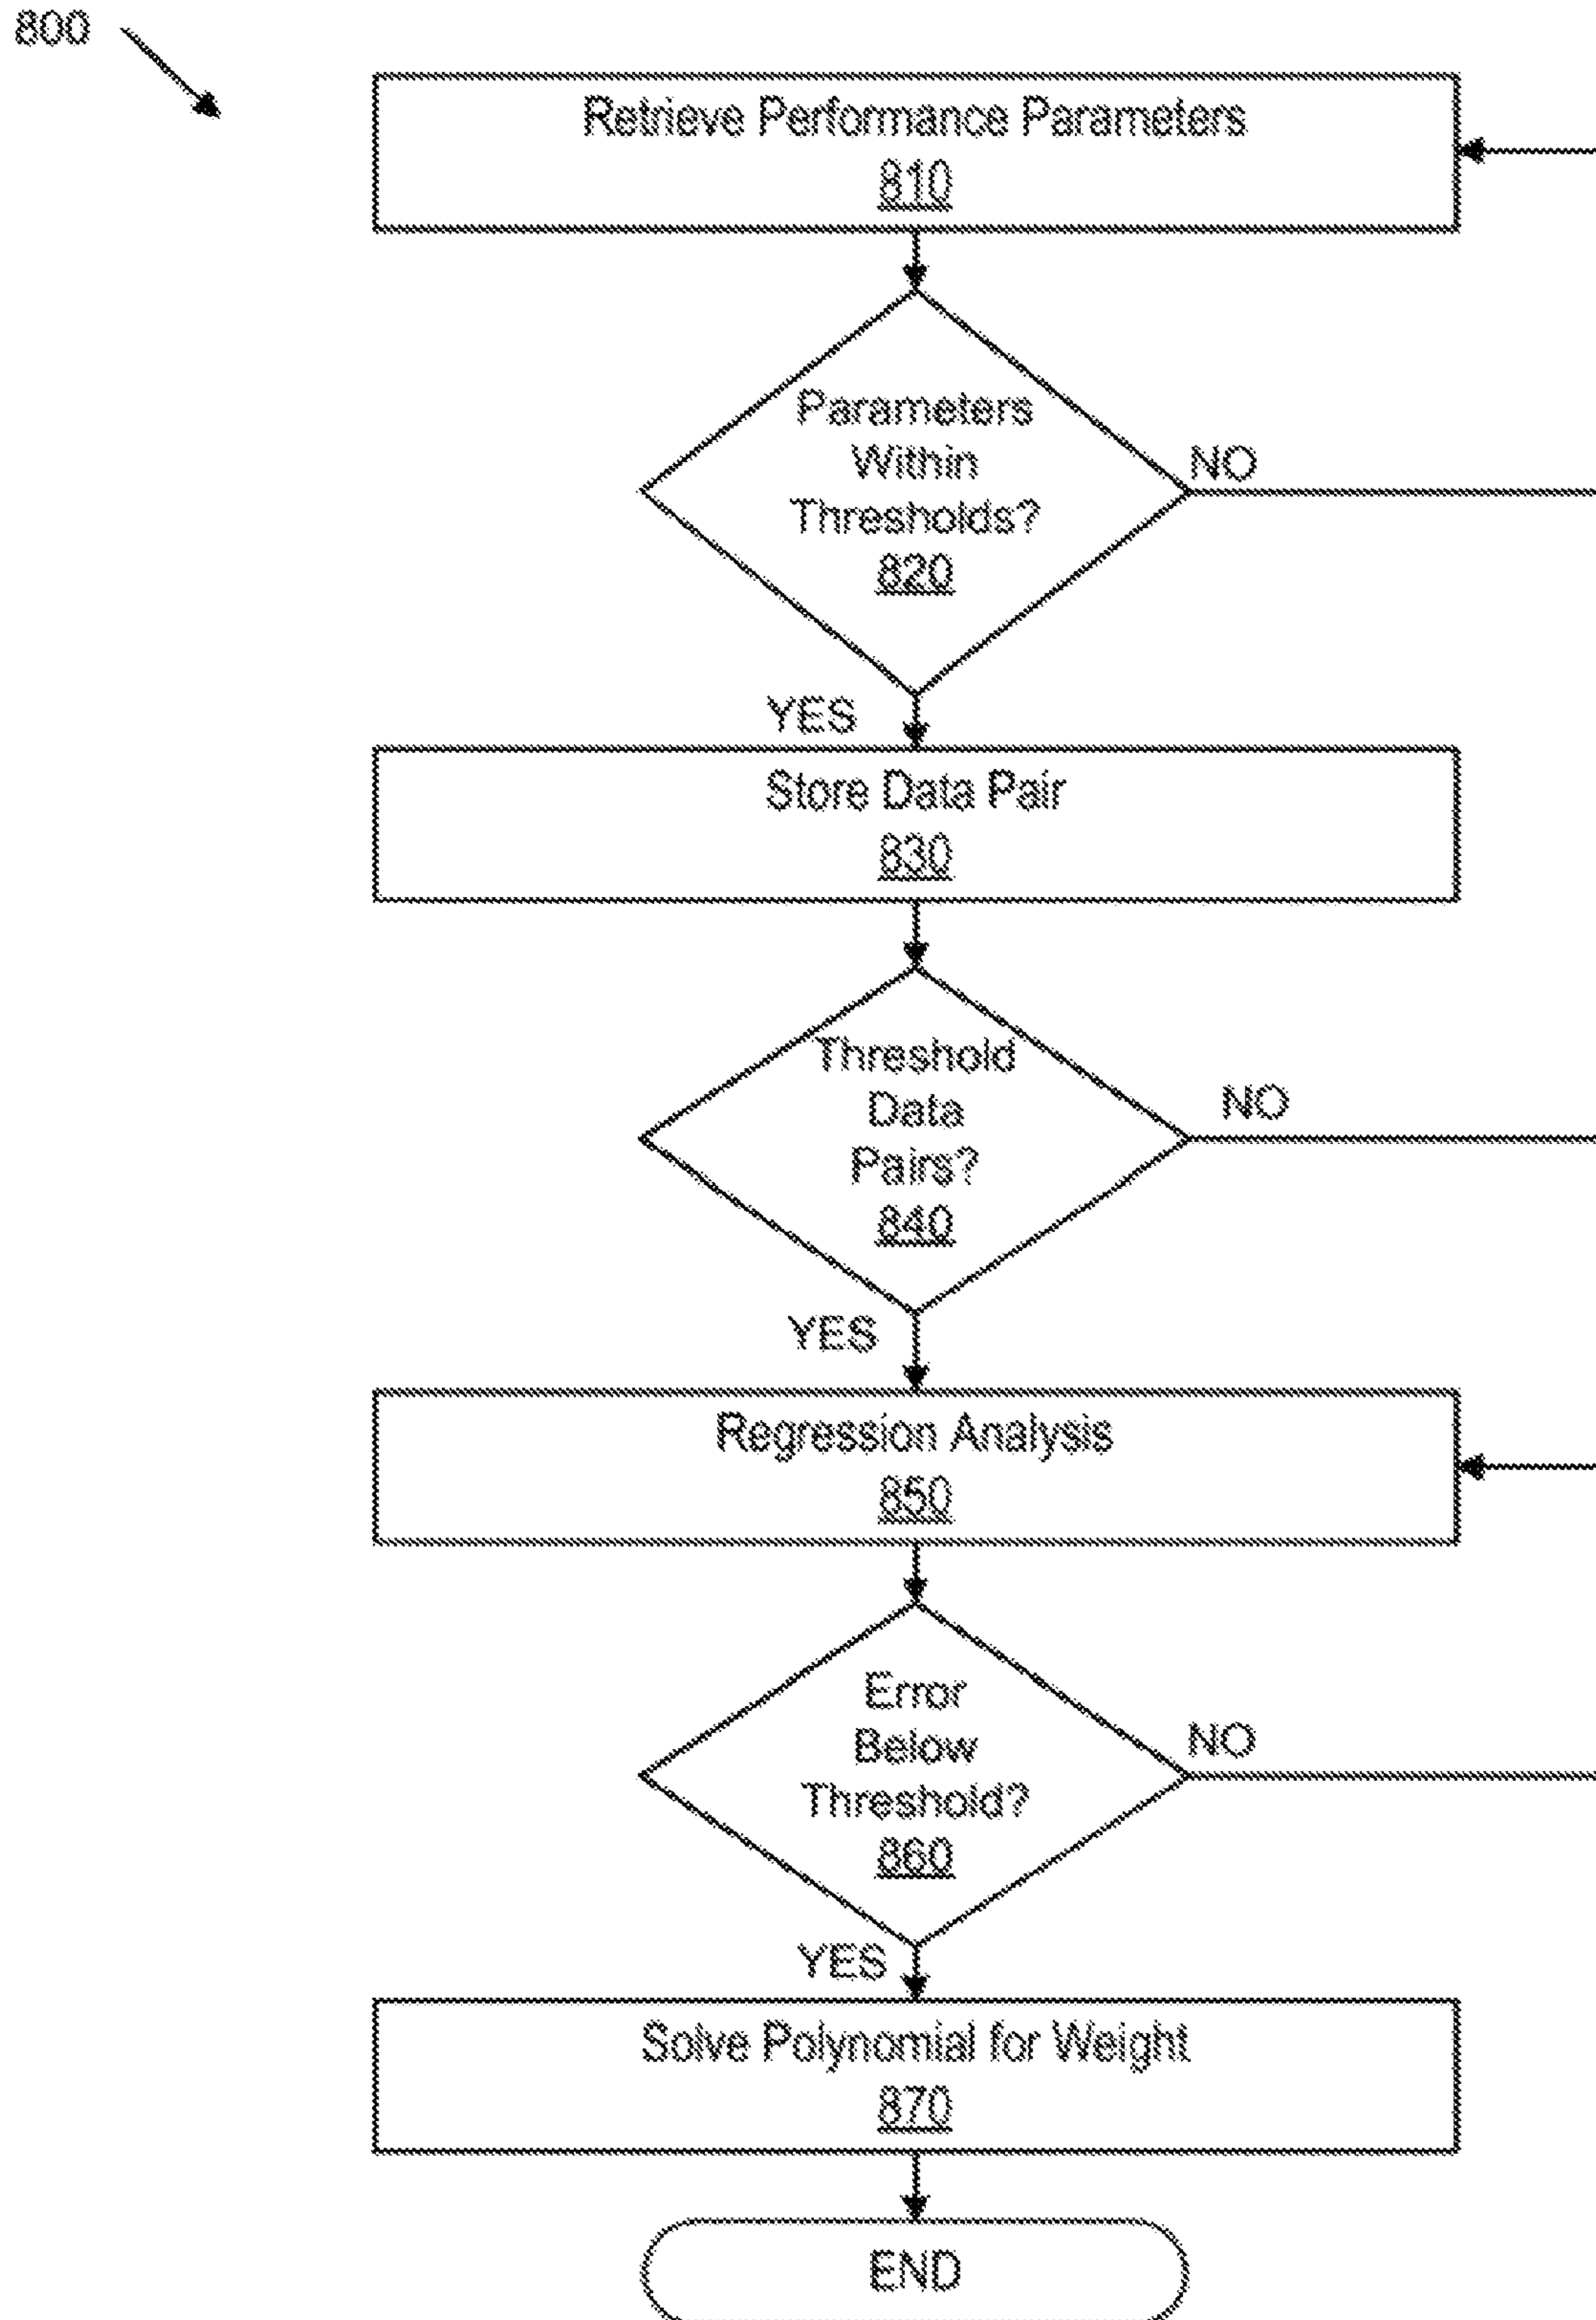 800
Retrieve Performance Parameters
810
Parameters
Within
Thresholds?
820
NO
YES
Store Data Pair
830
Threshold
Data
Pairs?
840
NO
YES
Regression Analysis
850
Error
Below
Threshold?
860
NO
YES
Solve Polynomial for Weight
870
END